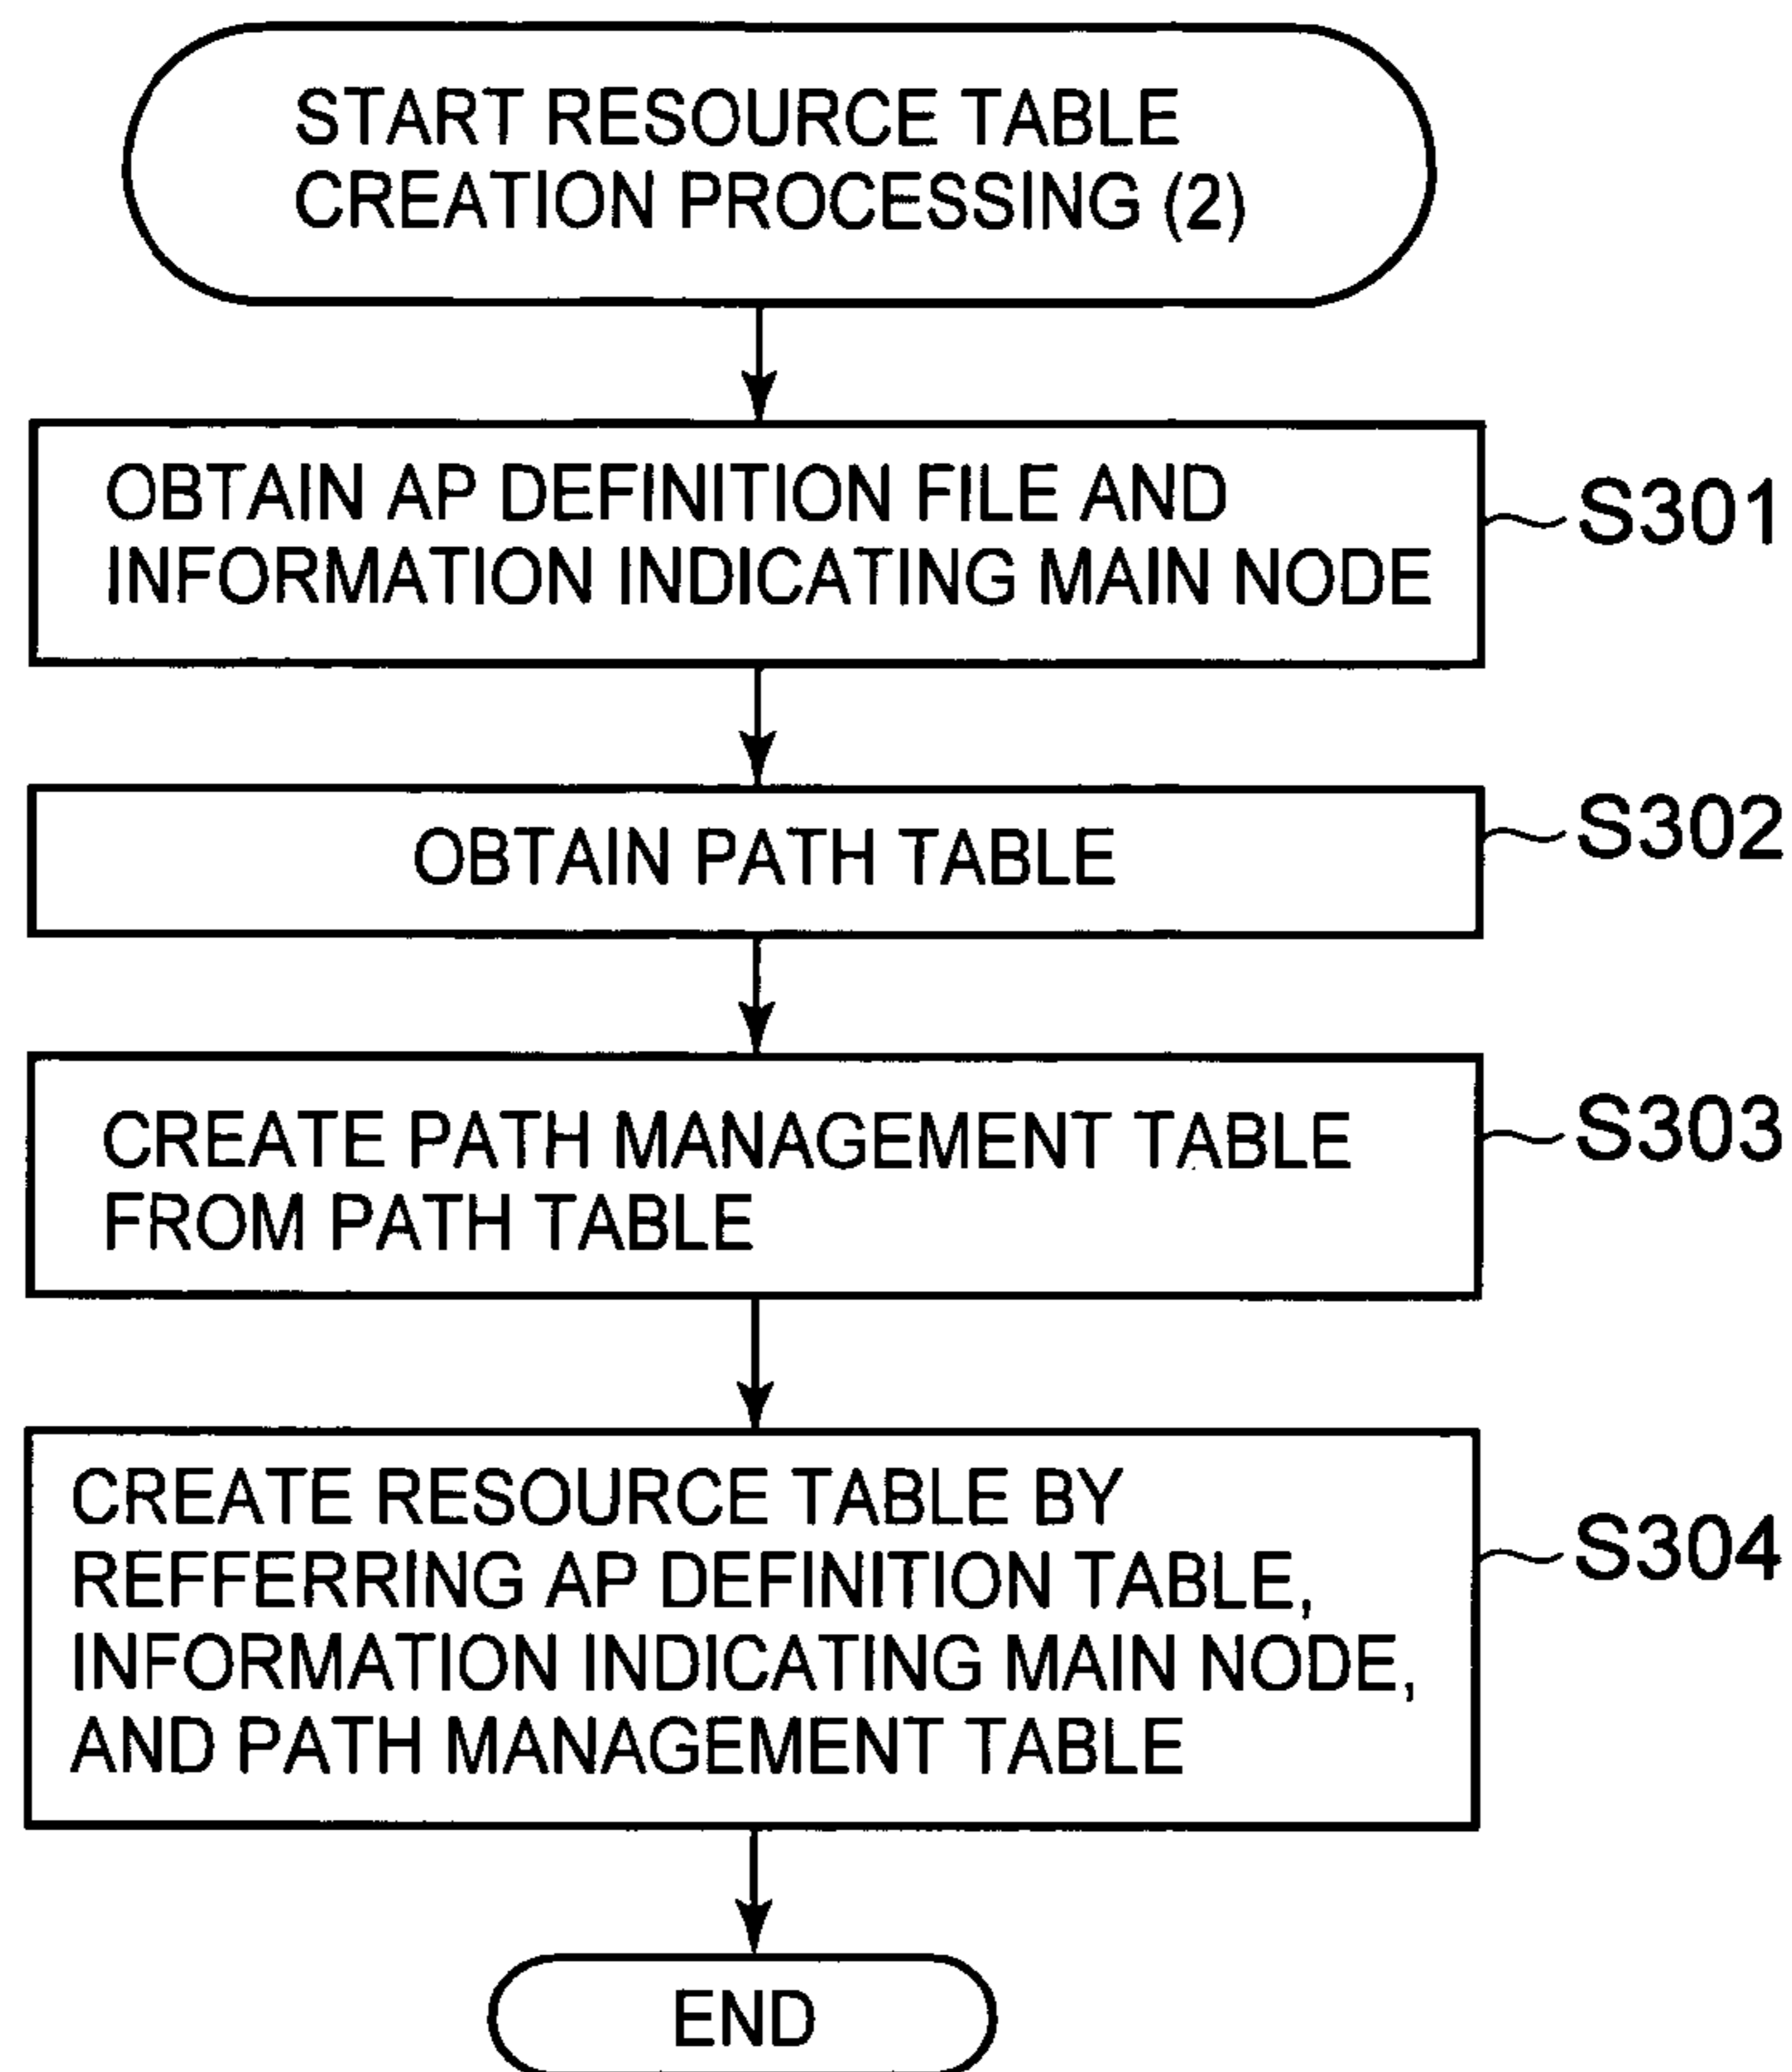 START RESOURCE TABLE
CREATION PROCESSING (2)
OBTAIN AP DEFINITION FILE AND
INFORMATION INDICATING MAIN NODE
S301
OBTAIN PATH TABLE
S302
CREATE PATH MANAGEMENT TABLE
FROM PATH TABLE
S303
CREATE RESOURCE TABLE BY
REFFERRING AP DEFINITION TABLE,
INFORMATION INDICATING MAIN NODE,
AND PATH MANAGEMENT TABLE
S304
END